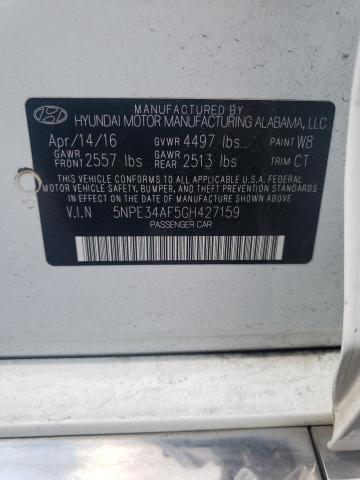 MANUFACTURED BY
HYUNDAI MOTOR MANUFACTURING ALABAMA, LLC
Apr/14/16 GVWR 4497 lbs PAINT W8
GAWR FRONT 2557 lbs GAWR REAR 2513 lbs TRIM CT
THIS VEHICLE CONFORMS TO ALL APPLICABLE U.S.A. FEDERAL
MOTOR VEHICLE SAFETY, BUMPER, AND THEFT PREVENTION
STANDARDS IN EFFECT ON THE DATE OF MANUFACTURE SHOWN ABOVE.
V.I.N 5NPE34AF5GH427159
PASSENGER CAR